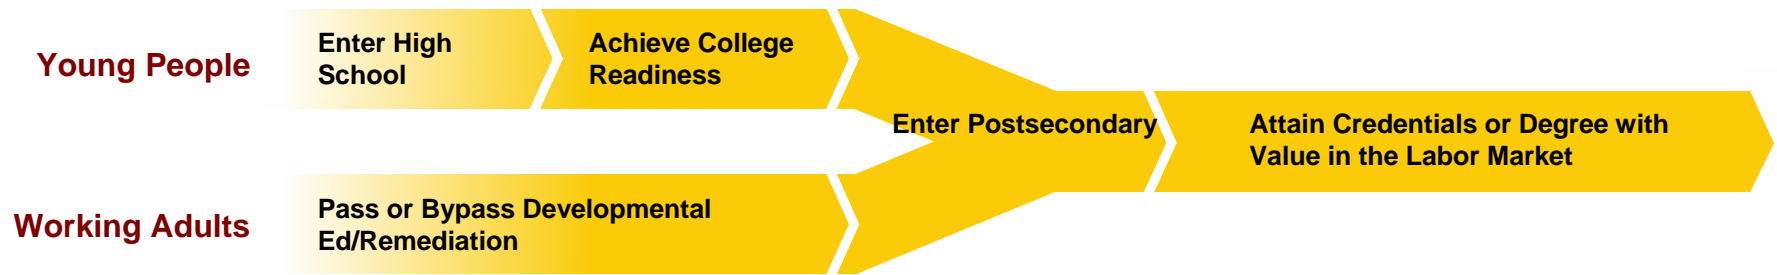 Young People
Enter High
School
Achieve College
Readiness
Enter Postsecondary
Attain Credentials or Degree with
Value in the Labor Market
Working Adults
Pass or Bypass Developmental
Ed/Remediation